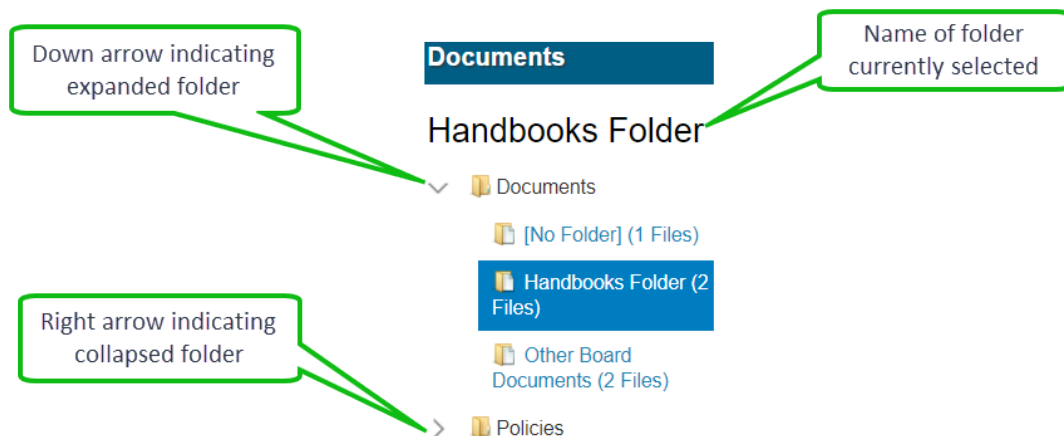 Down arrow indicating
expanded folder
Documents
Name of folder
currently selected
Handbooks Folder
Documents
[No Folder] (1 Files)
Handbooks Folder (2
Files)
Right arrow indicating
collapsed folder
Other Board
Documents (2 Files)
Policies